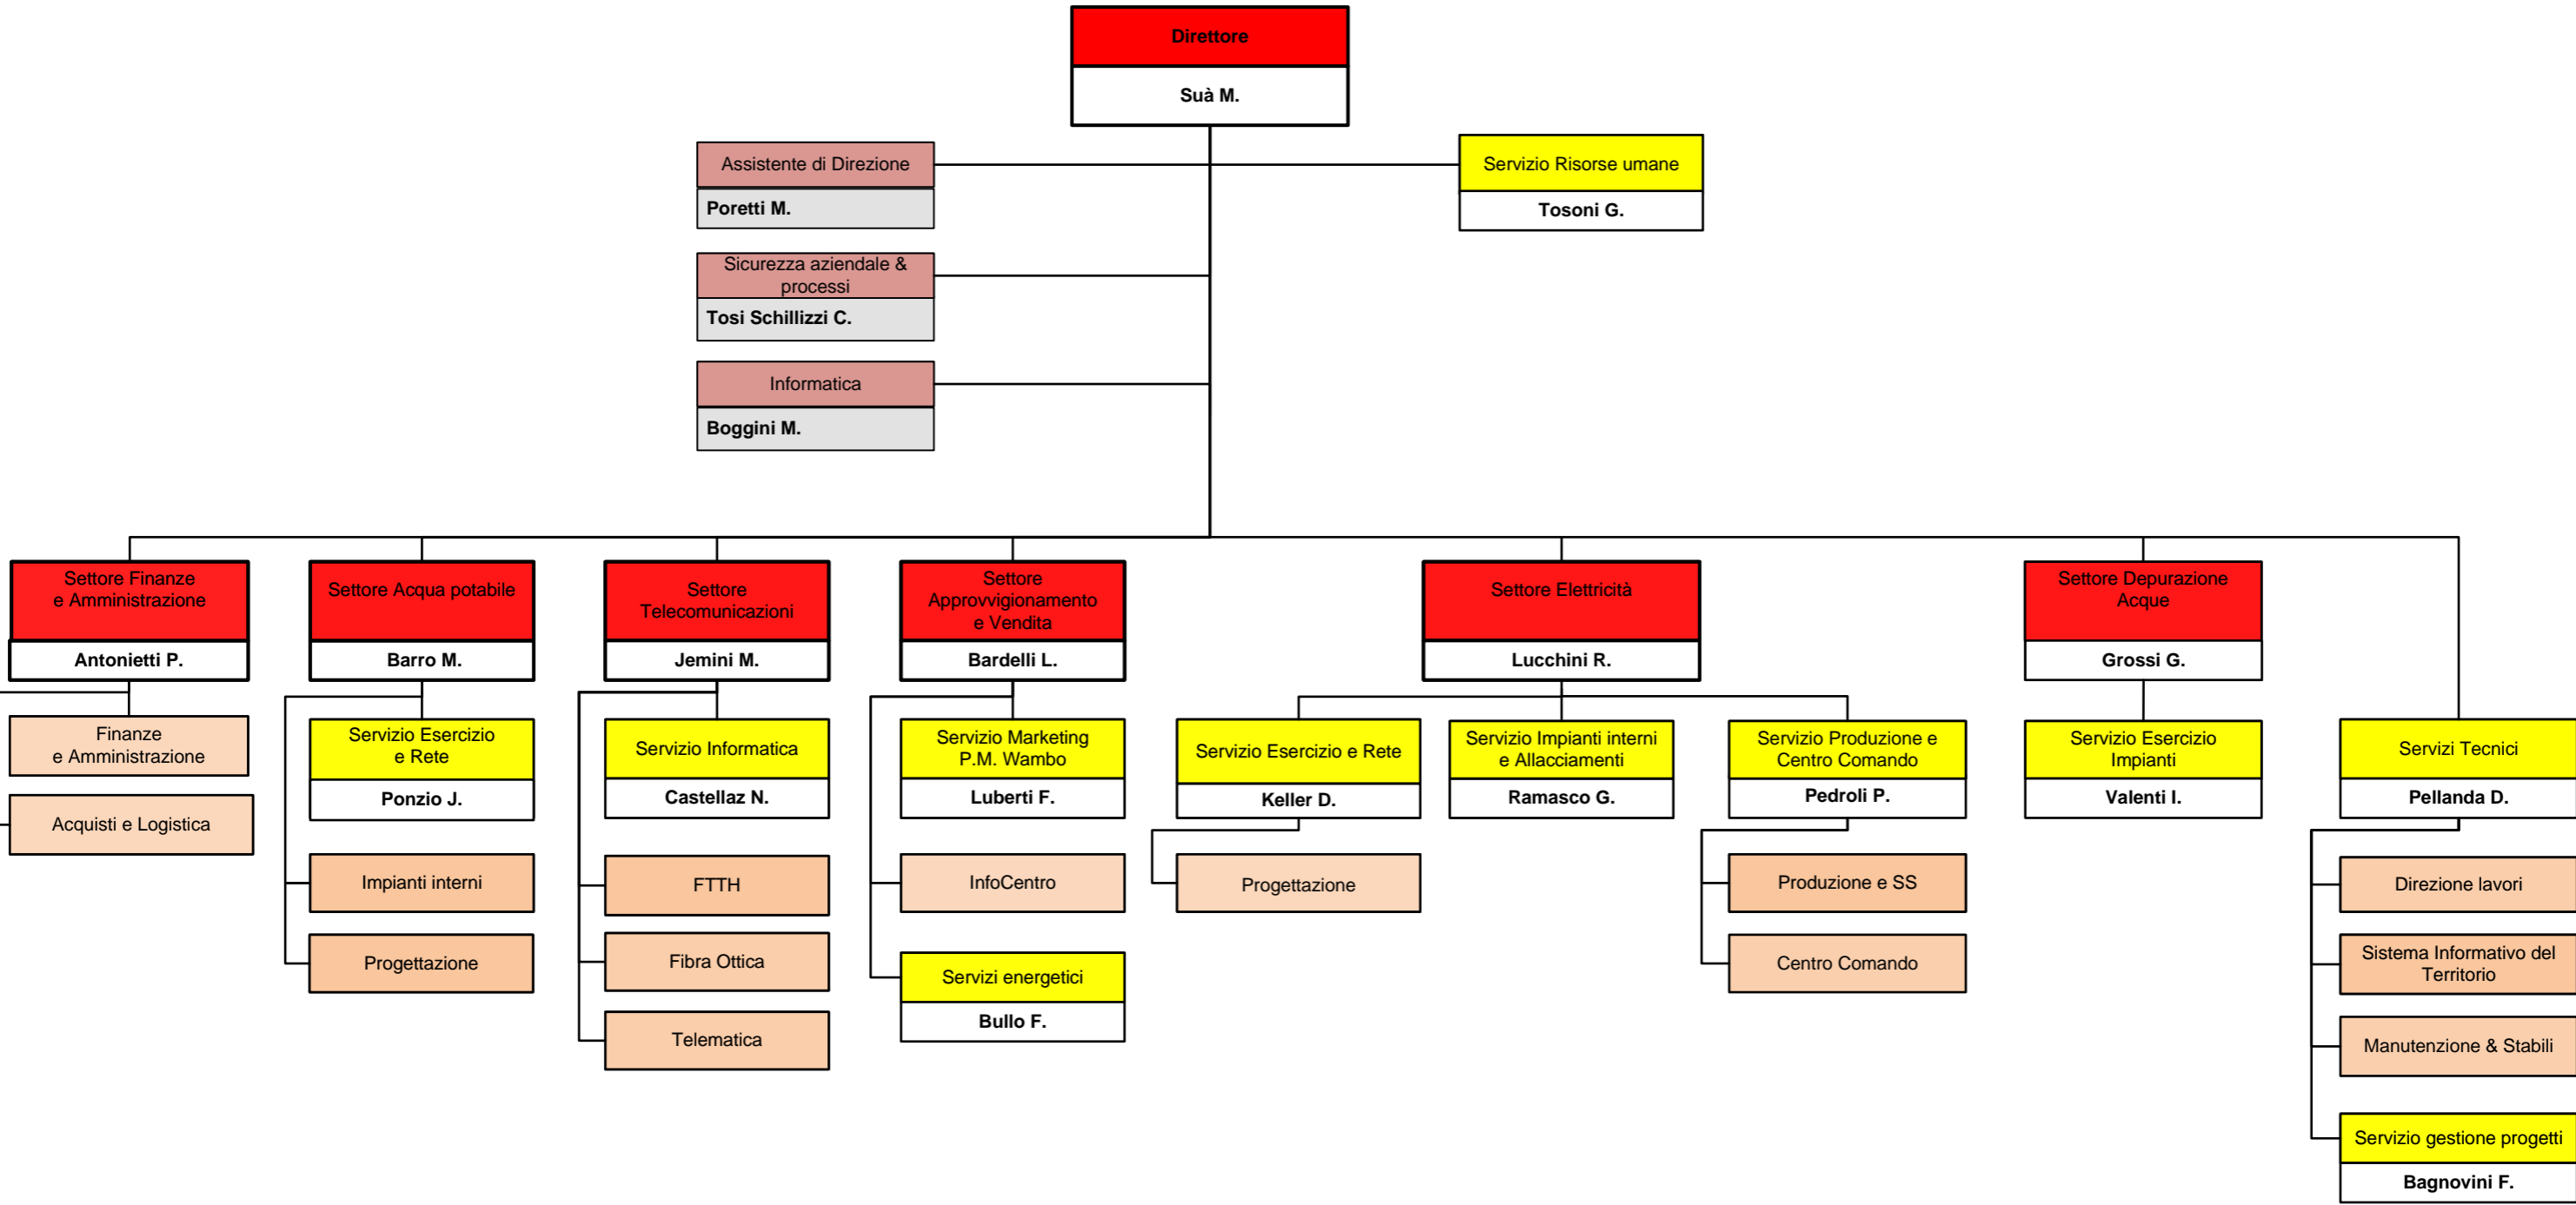 Direttore
Suà M.
Assistente di Direzione
Poretti M.
Servizio Risorse umane
Tosoni G.
Sicurezza aziendale &
processi
Tosi Schillizzi C.
Informatica
Boggini M.
Settore Finanze
e Amministrazione
Antonietti P.
Settore Acqua potabile
Barro M.
Settore
Telecomunicazioni
Jemini M.
Settore
Approvvigionamento
e Vendita
Bardelli L.
Settore Elettricità
Lucchini R.
Settore Depurazione
Acque
Grossi G.
Finanze
e Amministrazione
Acquisti e Logistica
Servizio Esercizio
e Rete
Ponzio J.
Impianti interni
Progettazione
Servizio Informatica
Castellaz N.
FTTH
Fibra Ottica
Telematica
Servizio Marketing
P.M. Wambo
Luberti F.
InfoCentro
Servizi energetici
Bullo F.
Servizio Esercizio e Rete
Keller D.
Progettazione
Servizio Impianti interni
e Allacciamenti
Ramasco G.
Servizio Produzione e
Centro Comando
Pedroli P.
Produzione e SS
Centro Comando
Servizio Esercizio
Impianti
Valenti I.
Servizi Tecnici
Pellanda D.
Direzione lavori
Sistema Informativo del
Territorio
Manutenzione & Stabili
Servizio gestione progetti
Bagnovini F.